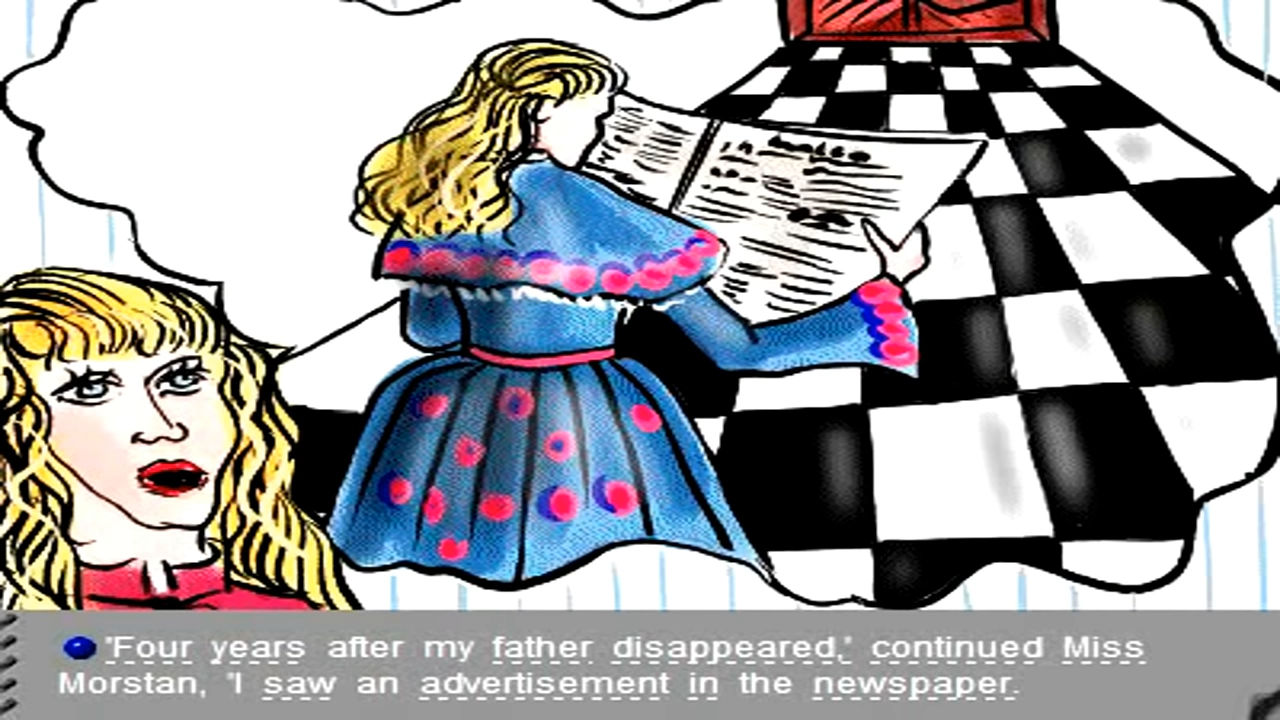 'Four years after my father disappeared,' continued Miss
Morstan, 'I saw an advertisement in the newspaper.